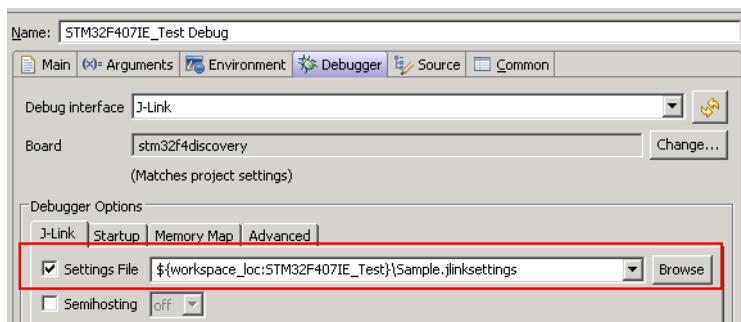 Name: STM32F407IE_Test Debug
Main (x)= Arguments Environment Debugger Source Common
Debug interface J-Link
Board stm32f4discovery Change...
(Matches project settings)
Debugger Options
J-Link Startup Memory Map Advanced
Settings File ${workspace_loc:STM32F407IE_Test}\Sample.jlinksettings Browse
Semihosting off